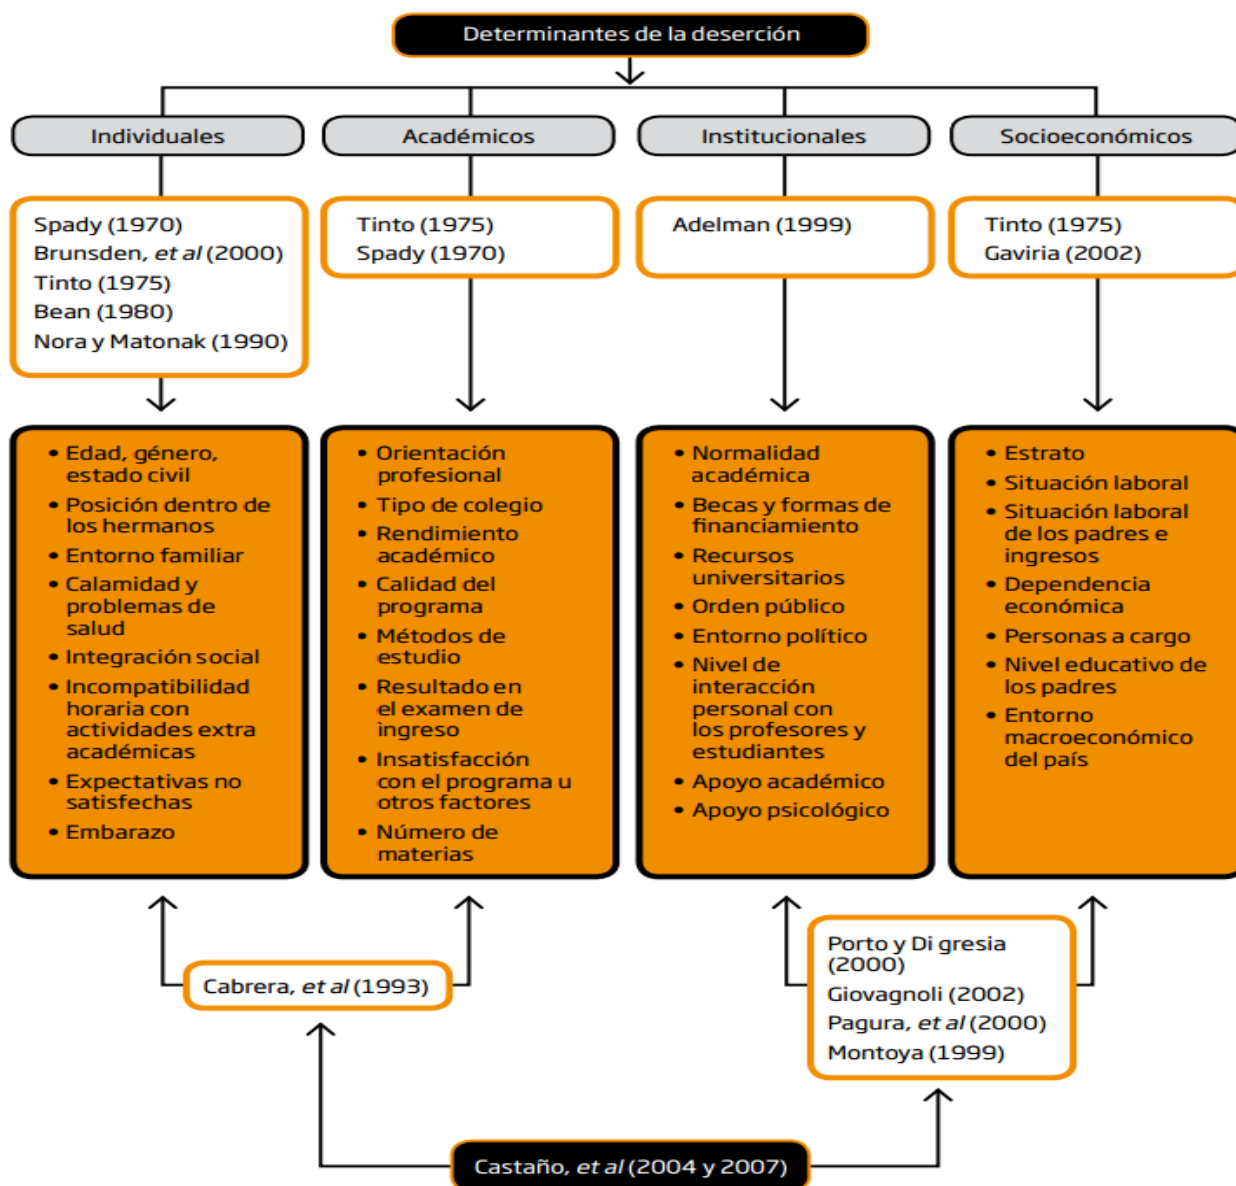 Determinantes de la deserción
Individuales
Académicos
Institucionales
Socioeconómicos
Spady (1970)
Brunsden, et al (2000)
Tinto (1975)
Bean (1980)
Nora y Matonak (1990)
Tinto (1975)
Spady (1970)
Adelman (1999)
Tinto (1975)
Gaviria (2002)
• Edad, género,
estado civil
• Posición dentro de
los hermanos
• Entorno familiar
• Calamidad y
problemas de
salud
• Integración social
• Incompatibilidad
horaria con
actividades extra
académicas
• Expectativas no
satisfechas
• Embarazo
• Orientación
profesional
• Tipo de colegio
• Rendimiento
académico
• Calidad del
programa
• Métodos de
estudio
• Resultado en
el examen de
ingreso
• Insatisfacción
con el programa u
otros factores
• Número de
materias
• Normalidad
académica
• Becas y formas de
financiamiento
• Recursos
universitarios
• Orden público
• Entorno político
• Nivel de
interacción
personal con
los profesores y
estudiantes
• Apoyo académico
• Apoyo psicológico
• Estrato
• Situación laboral
• Situación laboral
de los padres e
ingresos
• Dependencia
económica
• Personas a cargo
• Nivel educativo de
los padres
• Entorno
macroeconómico
del país
Cabrera, et al (1993)
Porto y Di gresia
(2000)
Giovagnoli (2002)
Pagura, et al (2000)
Montoya (1999)
Castaño, et al (2004 y 2007)